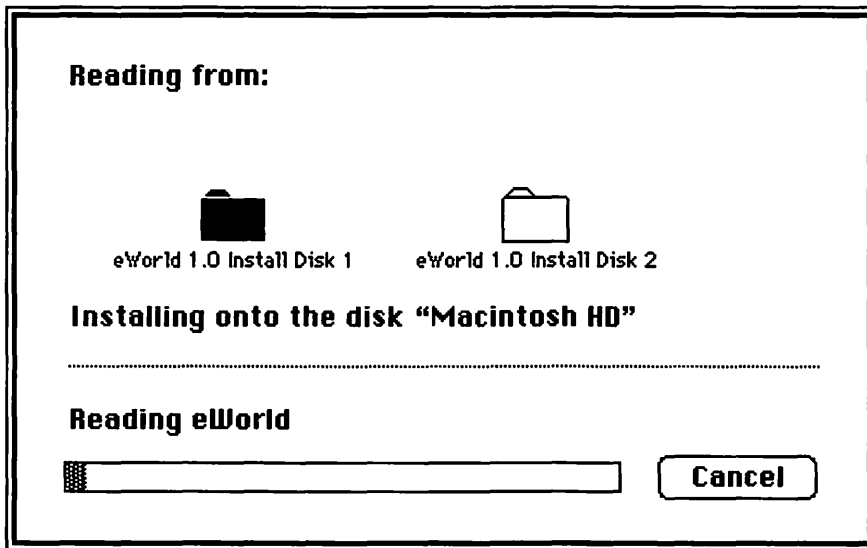 Reading from:
eWorld 1.0 Install Disk 1 eWorld 1.0 Install Disk 2
Installing onto the disk “Macintosh HD”
Reading eWorld
Cancel